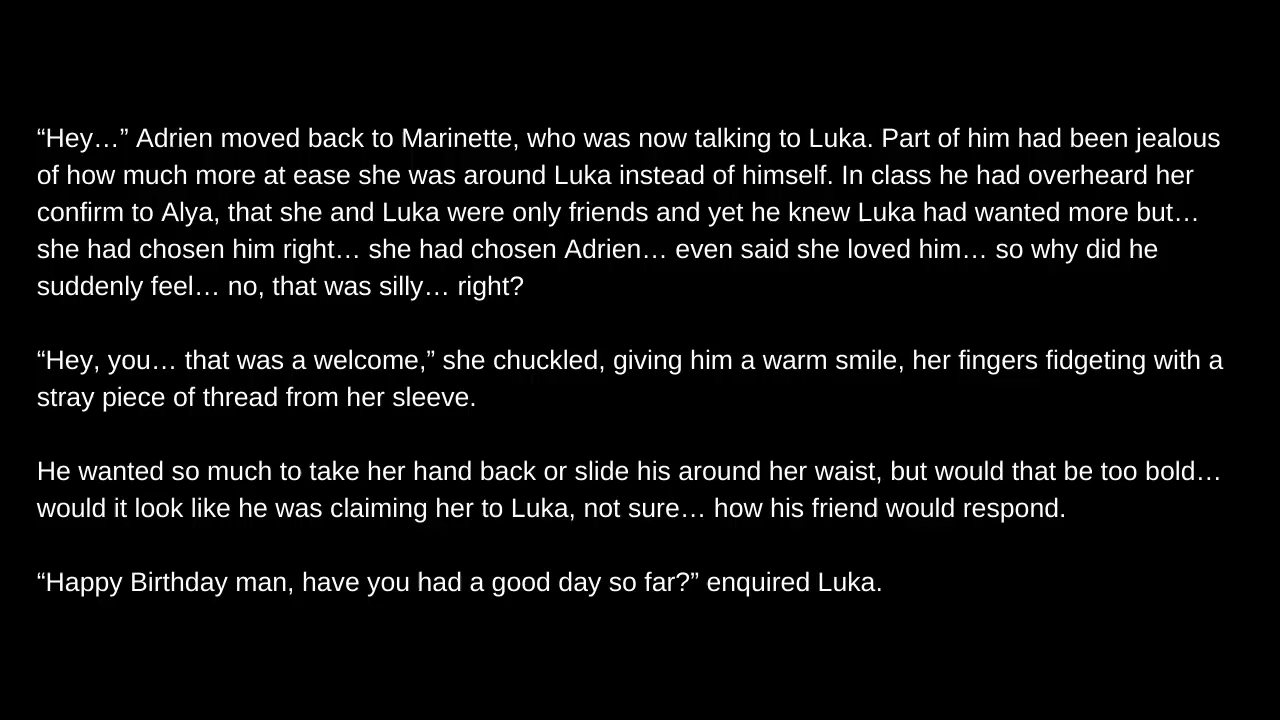 “Hey…” Adrien moved back to Marinette, who was now talking to Luka. Part of him had been jealous
of how much more at ease she was around Luka instead of himself. In class he had overheard her
confirm to Alya, that she and Luka were only friends and yet he knew Luka had wanted more but…
she had chosen him right… she had chosen Adrien… even said she loved him… so why did he
suddenly feel… no, that was silly… right?
“Hey, you… that was a welcome,” she chuckled, giving him a warm smile, her fingers fidgeting with a
stray piece of thread from her sleeve.
He wanted so much to take her hand back or slide his around her waist, but would that be too bold…
would it look like he was claiming her to Luka, not sure… how his friend would respond.
“Happy Birthday man, have you had a good day so far?” enquired Luka.